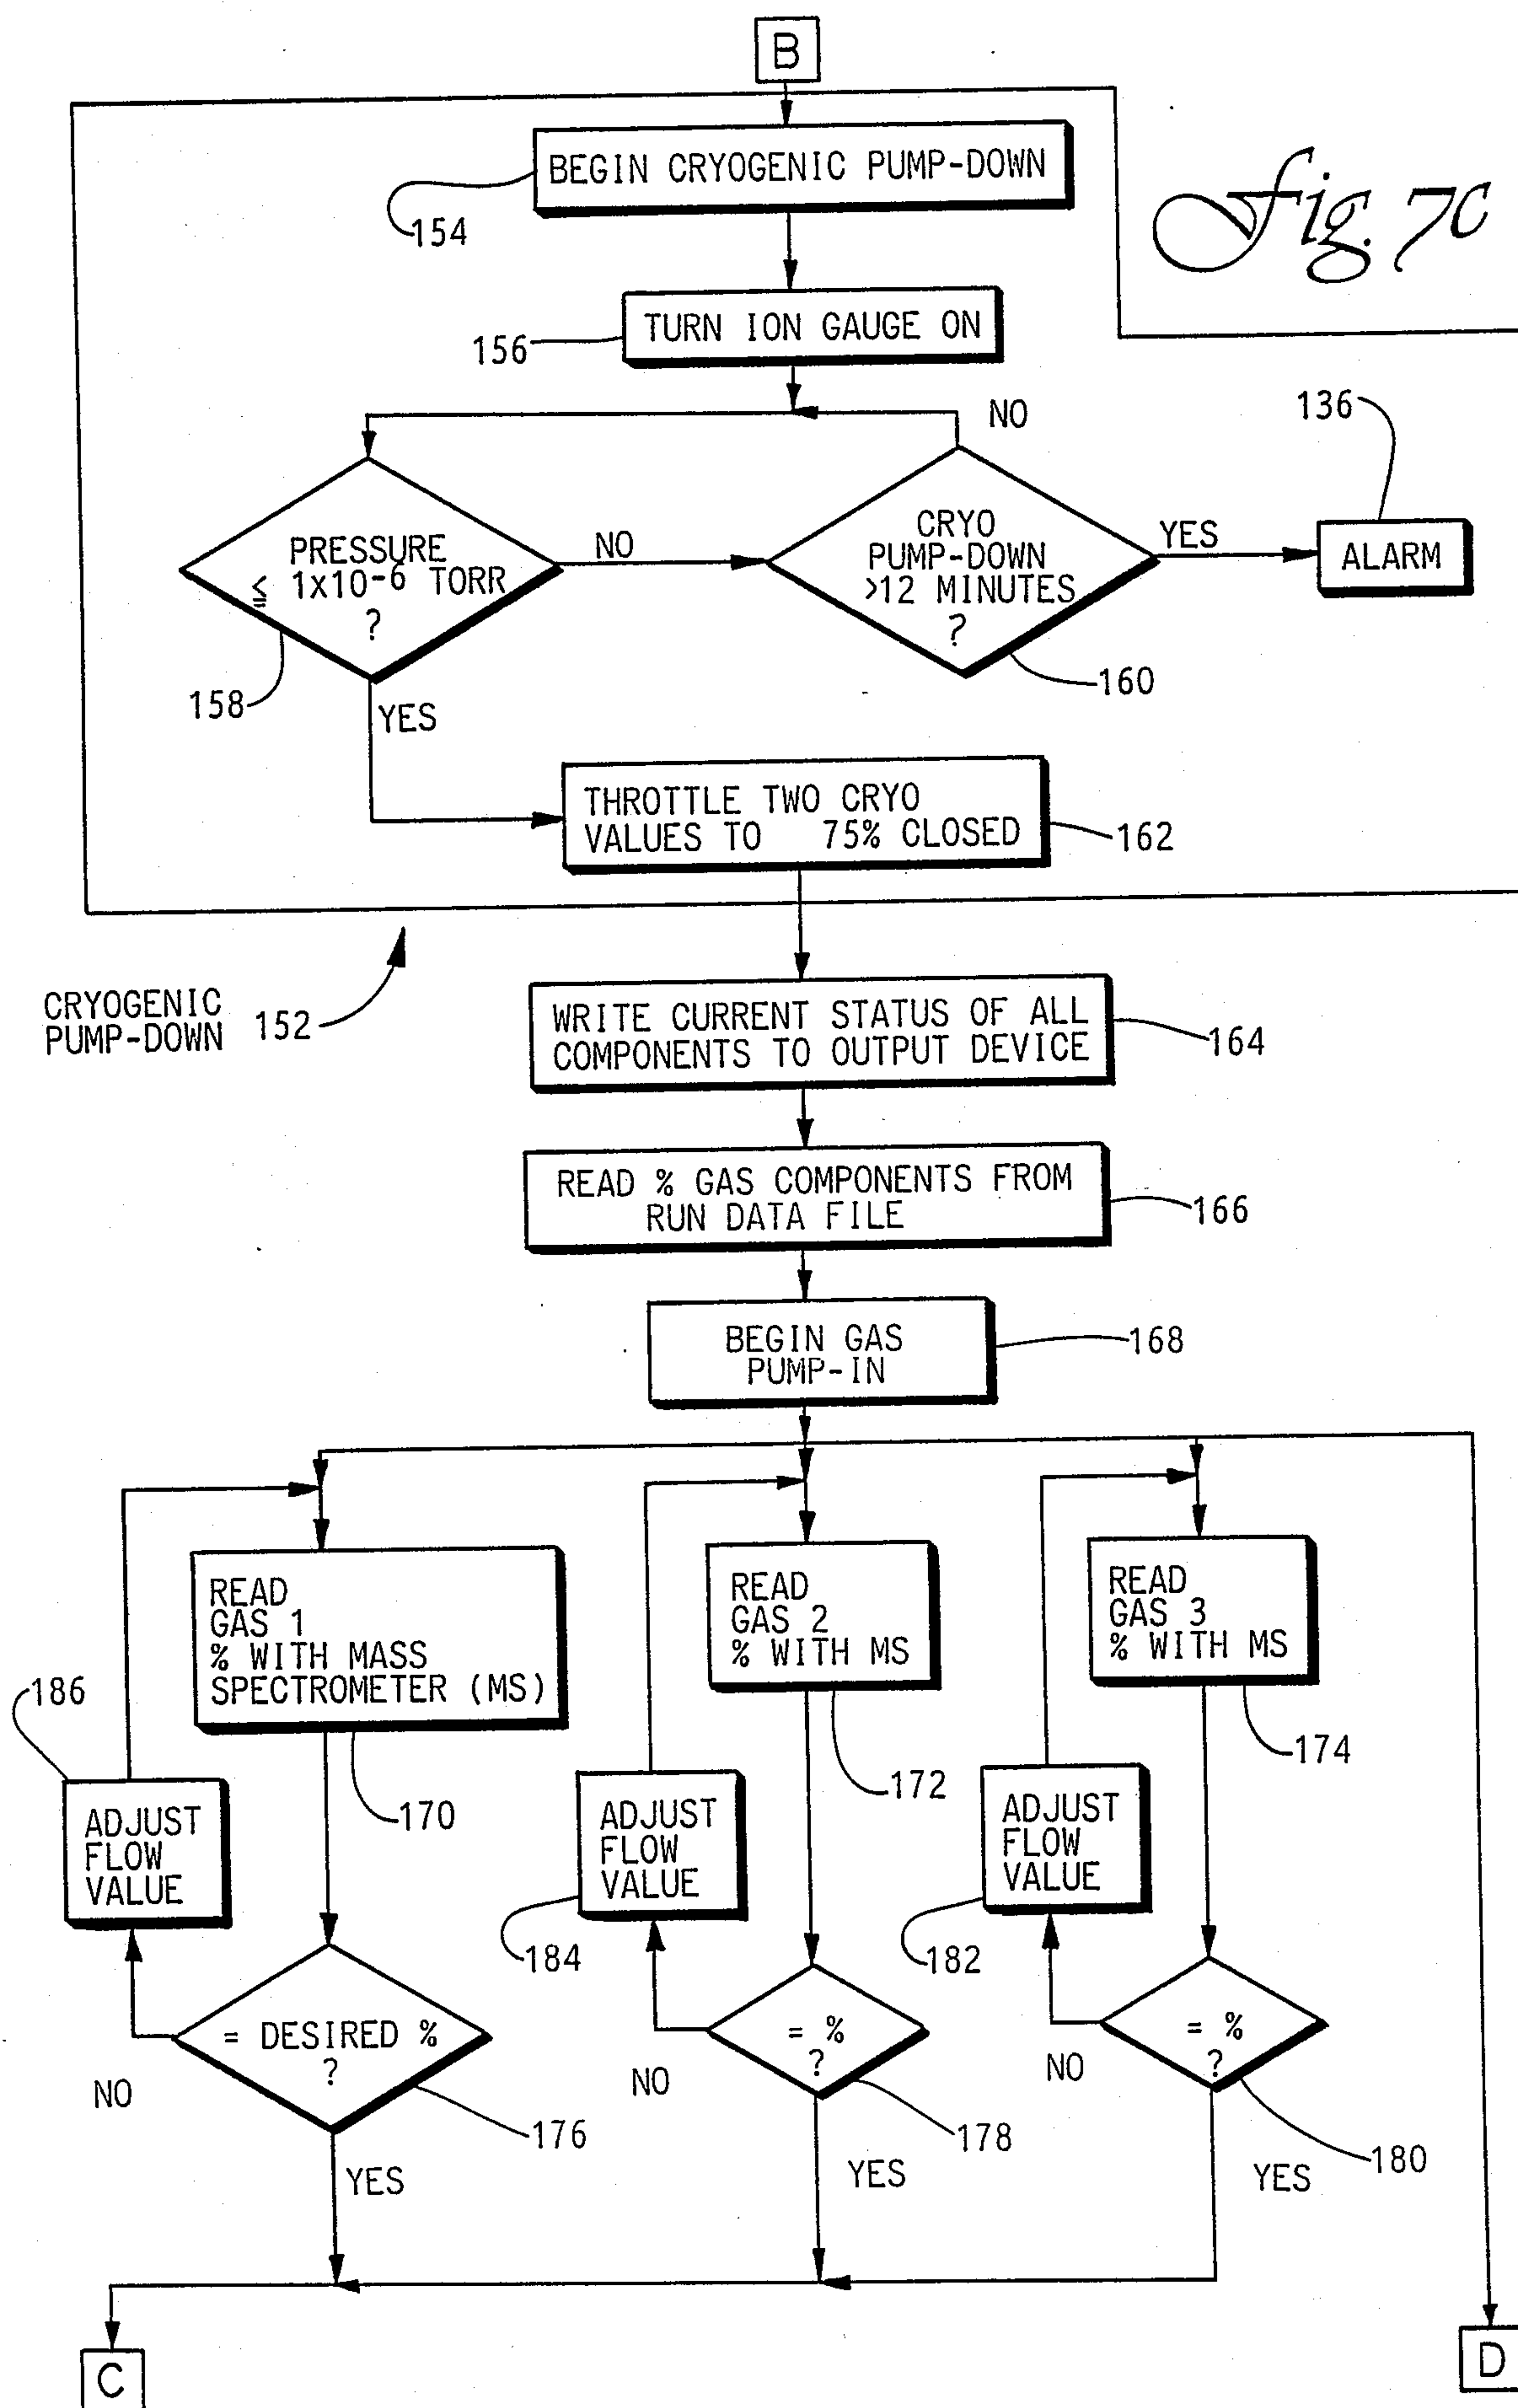 B
BEGIN CRYOGENIC PUMP-DOWN
154
Fig. 7C
TURN ION GAUGE ON
156
NO
136
PRESSURE
≤ 1X10-6 TORR
?
NO
CRYO
PUMP-DOWN
>12 MINUTES
?
YES
ALARM
158
160
YES
THROTTLE TWO CRYO
VALUES TO 75% CLOSED
162
CRYOGENIC
PUMP-DOWN
152
WRITE CURRENT STATUS OF ALL
COMPONENTS TO OUTPUT DEVICE
164
READ % GAS COMPONENTS FROM
RUN DATA FILE
166
BEGIN GAS
PUMP-IN
168
READ
GAS 1
% WITH MASS
SPECTROMETER (MS)
READ
GAS 2
% WITH MS
READ
GAS 3
% WITH MS
186
170
172
174
ADJUST
FLOW
VALUE
ADJUST
FLOW
VALUE
ADJUST
FLOW
VALUE
184
182
= DESIRED %
?
= %
?
= %
?
NO
NO
NO
176
178
180
YES
YES
YES
C
D